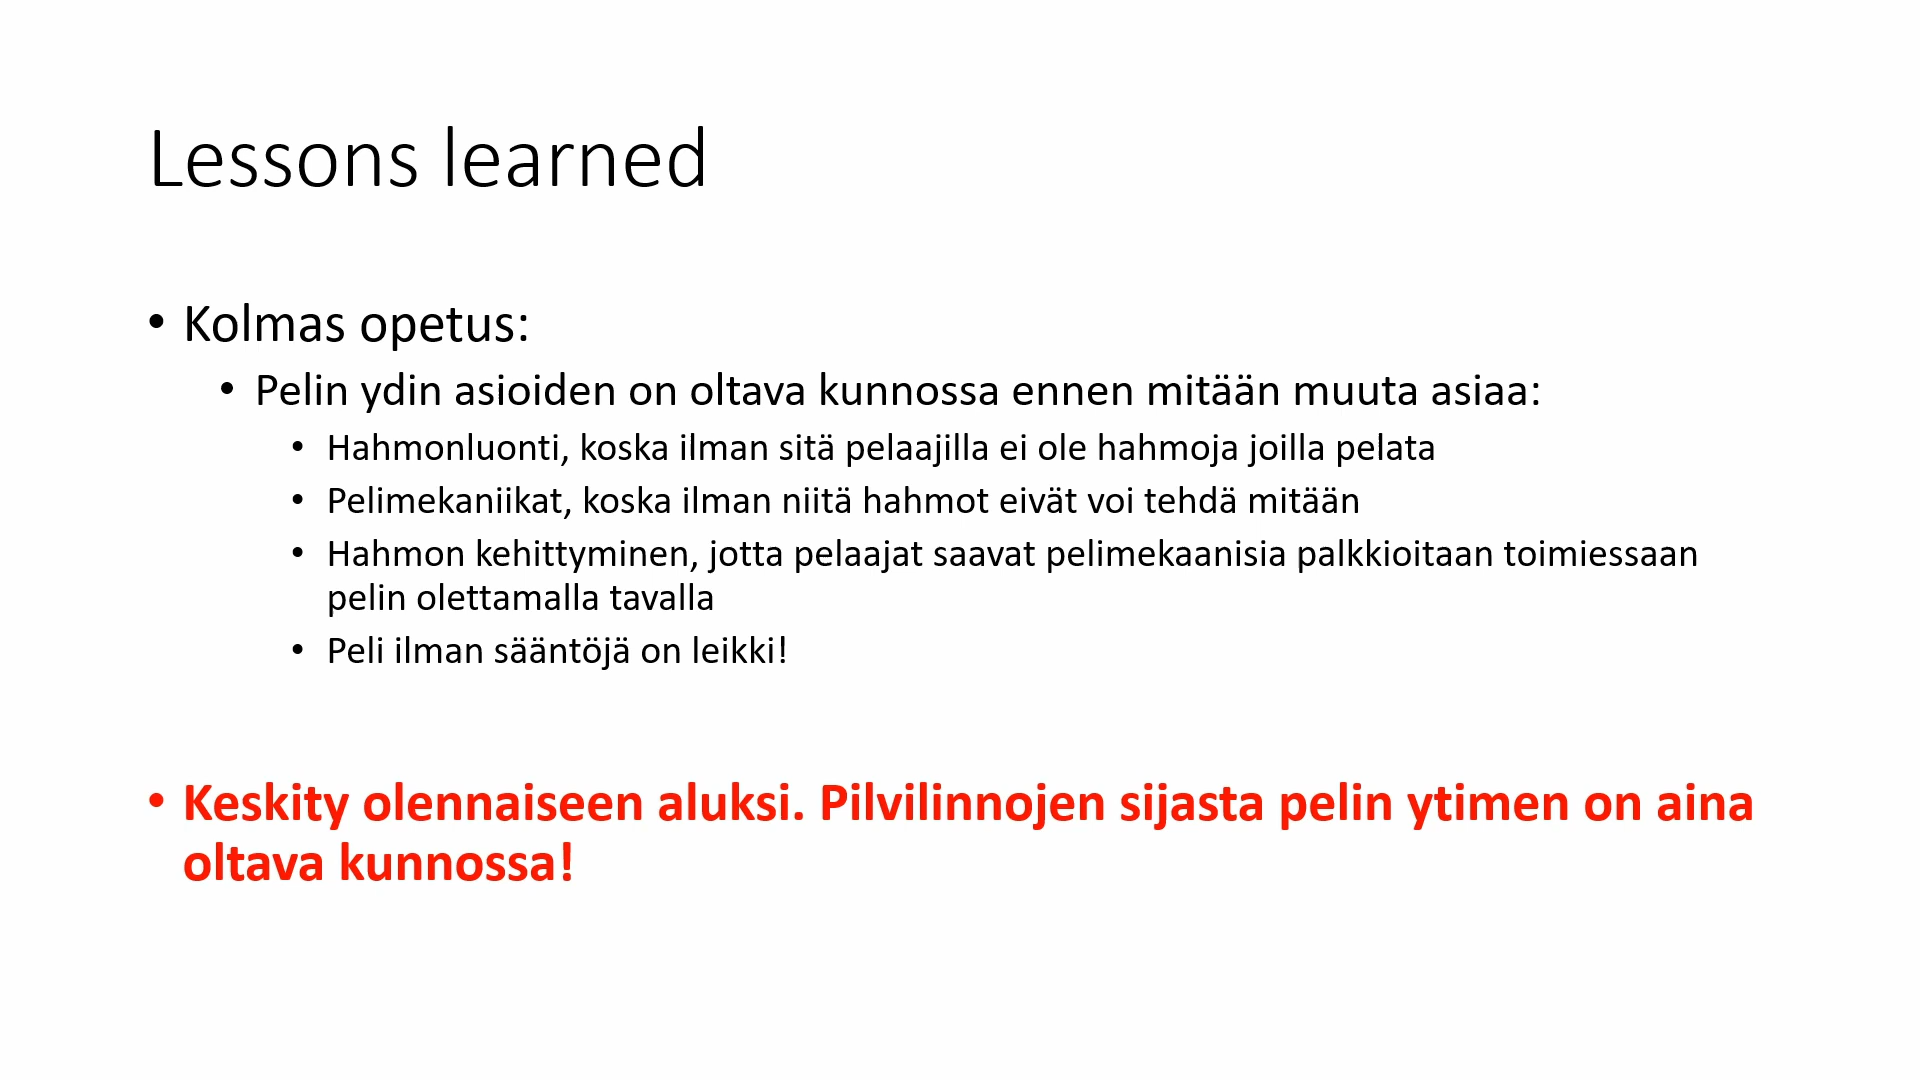 Lessons learned
• Kolmas opetus:
• Pelin ydin asioiden on oltava kunnossa ennen mitään muuta asiaa:
• Hahmonluonti, koska ilman sitä pelaajilla ei ole hahmoja joilla pelata
• Pelimekaniikat, koska ilman niitä hahmot eivät voi tehdä mitään
• Hahmon kehittyminen, jotta pelaajat saavat pelimekaanisia palkkioitaan toimiessaan
pelin olettamalla tavalla
• Peli ilman sääntöjä on leikki!
• Keskity olennaiseen aluksi. Pilvilinnojen sijasta pelin ytimen on aina
oltava kunnossa!